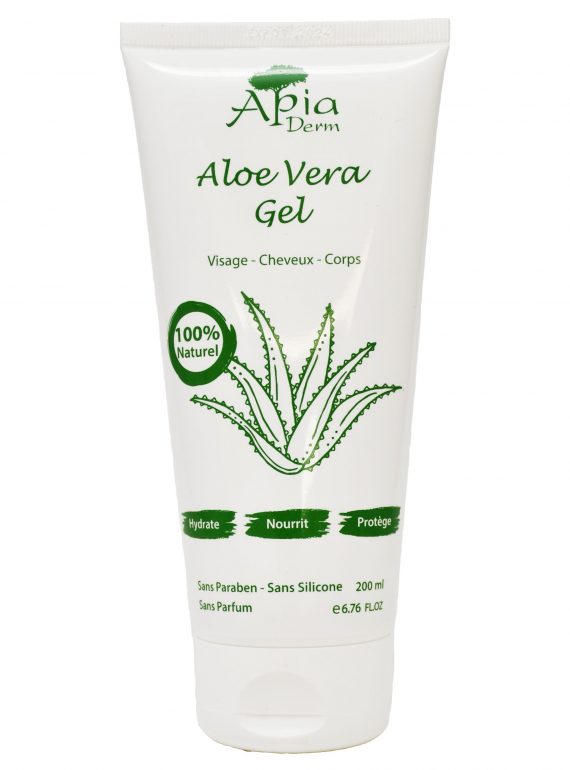 Apia
Derm
Aloe Vera
Gel
Visage - Cheveux - Corps
100%
Naturel
Hydrate Nourrit Protège
Sans Paraben - Sans Silicone 200 ml
Sans Parfum e 6.76 FL.OZ